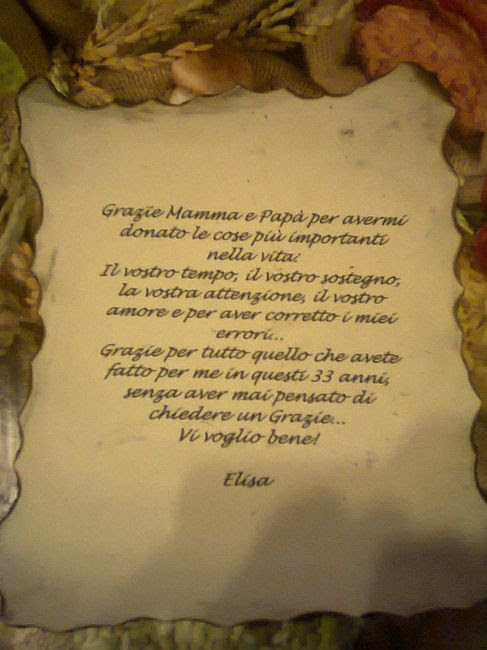 Grazie Mamma e Papà per avermi
donato le cose più importanti
nella vita:
Il vostro tempo, il vostro sostegno,
la vostra attenzione, il vostro
amore e per aver corretto i miei
errori...
Grazie per tutto quello che avete
fatto per me in questi 33 anni,
senza aver mai pensato di
chiedere un Grazie...
Vi voglio bene!
Elisa